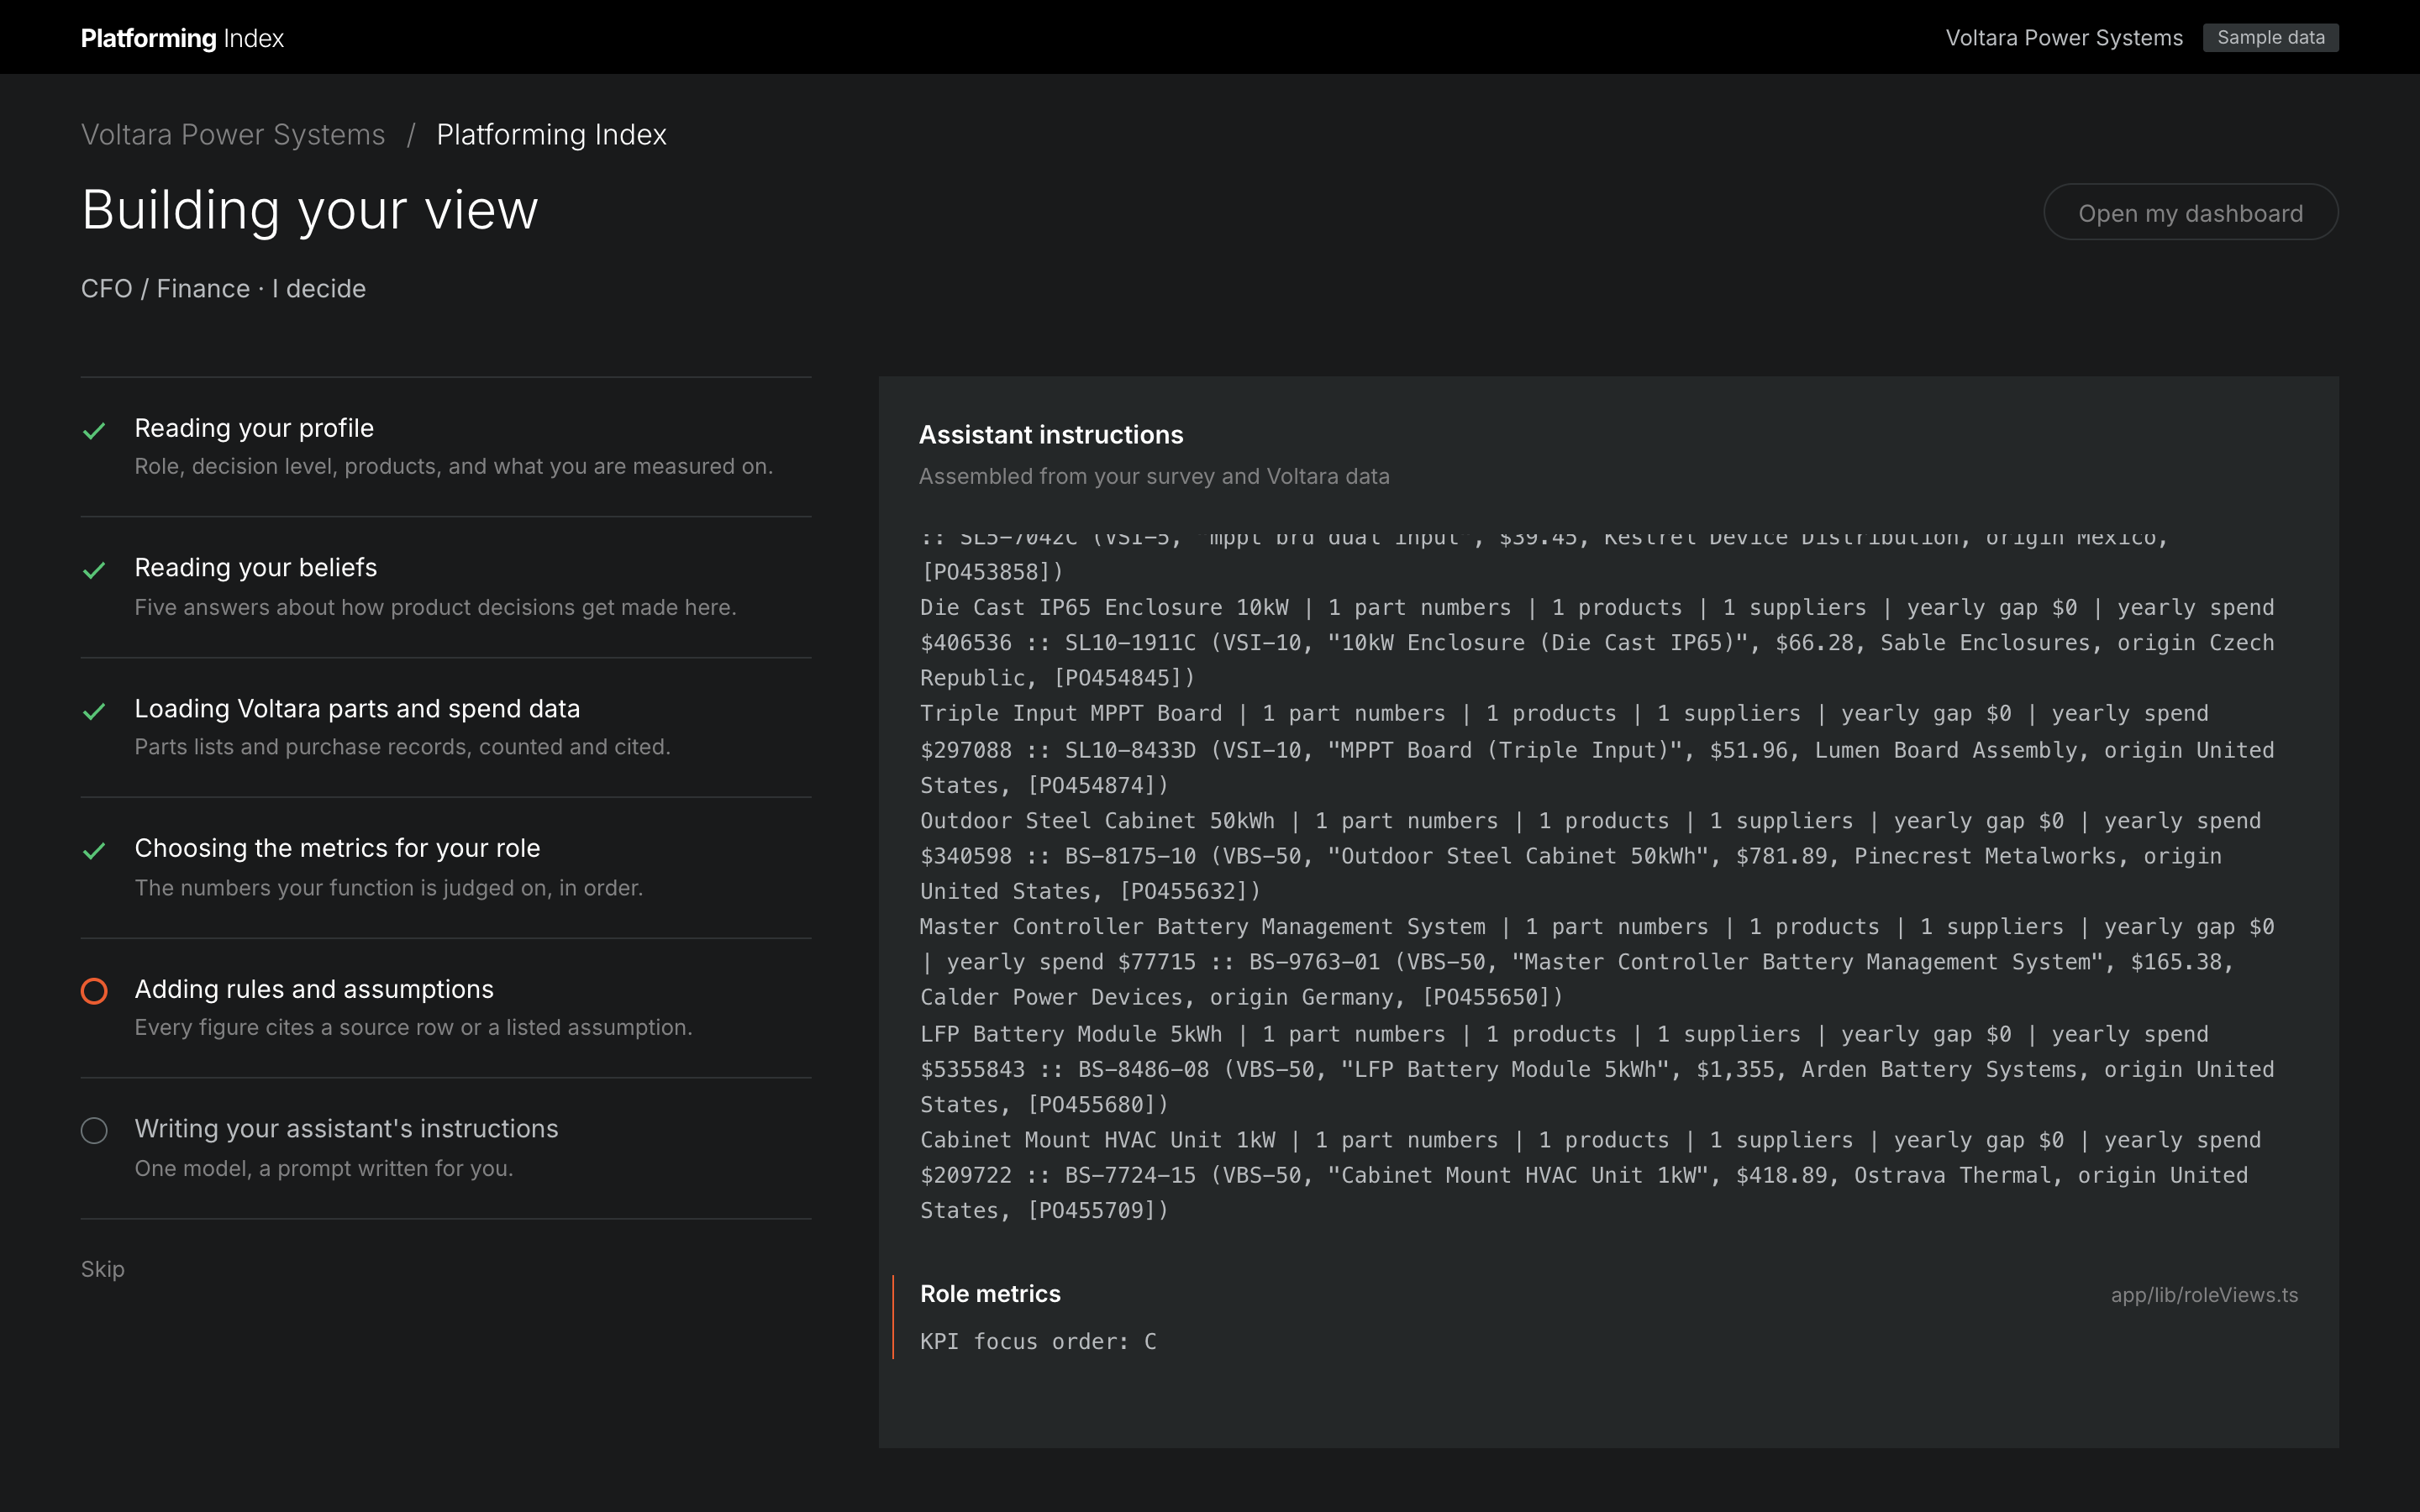 Platforming Index
Voltara Power Systems Sample data
Voltara Power Systems / Platforming Index
Building your view
Open my dashboard
CFO / Finance · I decide
Reading your profile
Role, decision level, products, and what you are measured on.
Reading your beliefs
Five answers about how product decisions get made here.
Loading Voltara parts and spend data
Parts lists and purchase records, counted and cited.
Choosing the metrics for your role
The numbers your function is judged on, in order.
Adding rules and assumptions
Every figure cites a source row or a listed assumption.
Writing your assistant's instructions
One model, a prompt written for you.
Skip
Assistant instructions
Assembled from your survey and Voltara data
:: SL5-7042C (VSI-5, "mppt brd dual input", $39.45, Kestrel Device Distribution, origin Mexico,
[PO453858])
Die Cast IP65 Enclosure 10kW | 1 part numbers | 1 products | 1 suppliers | yearly gap $0 | yearly spend
$406536 :: SL10-1911C (VSI-10, "10kW Enclosure (Die Cast IP65)", $66.28, Sable Enclosures, origin Czech
Republic, [PO454845])
Triple Input MPPT Board | 1 part numbers | 1 products | 1 suppliers | yearly gap $0 | yearly spend
$297088 :: SL10-8433D (VSI-10, "MPPT Board (Triple Input)", $51.96, Lumen Board Assembly, origin United
States, [PO454874])
Outdoor Steel Cabinet 50kWh | 1 part numbers | 1 products | 1 suppliers | yearly gap $0 | yearly spend
$340598 :: BS-8175-10 (VBS-50, "Outdoor Steel Cabinet 50kWh", $781.89, Pinecrest Metalworks, origin
United States, [PO455632])
Master Controller Battery Management System | 1 part numbers | 1 products | 1 suppliers | yearly gap $0
| yearly spend $77715 :: BS-9763-01 (VBS-50, "Master Controller Battery Management System", $165.38,
Calder Power Devices, origin Germany, [PO455650])
LFP Battery Module 5kWh | 1 part numbers | 1 products | 1 suppliers | yearly gap $0 | yearly spend
$5355843 :: BS-8486-08 (VBS-50, "LFP Battery Module 5kWh", $1,355, Arden Battery Systems, origin United
States, [PO455680])
Cabinet Mount HVAC Unit 1kW | 1 part numbers | 1 products | 1 suppliers | yearly gap $0 | yearly spend
$209722 :: BS-7724-15 (VBS-50, "Cabinet Mount HVAC Unit 1kW", $418.89, Ostrava Thermal, origin United
States, [PO455709])
Role metrics app/lib/roleViews.ts
KPI focus order: C